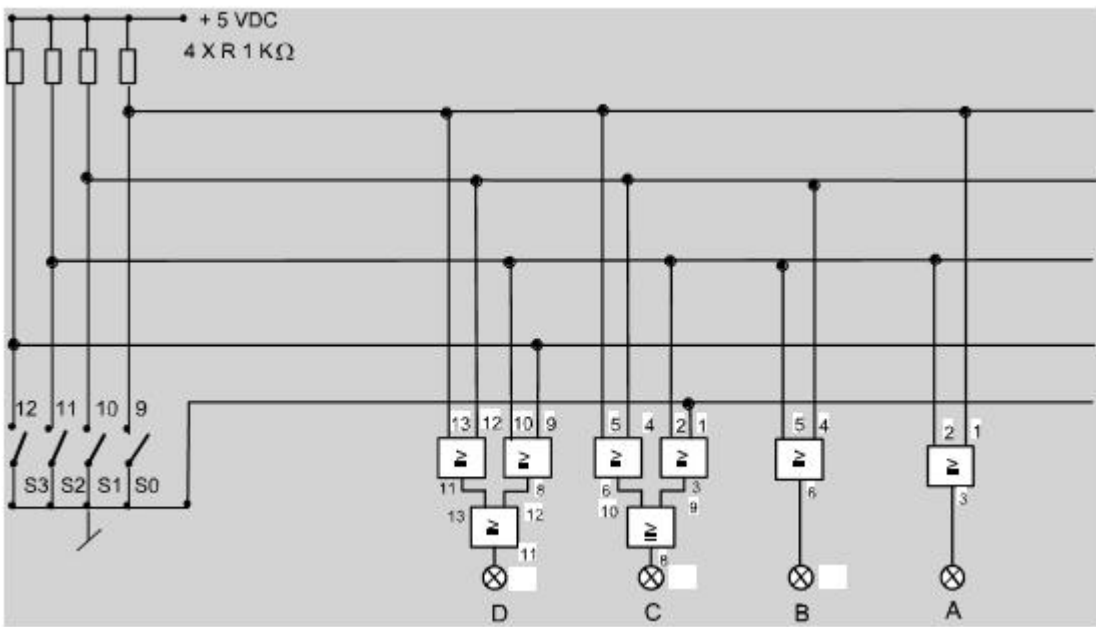 + 5 VDC
4 X R 1 KΩ
12 11 10 9
S3 S2 S1 S0
13 12 10 9 5 4 2 1 5 4 2 1
≥ ≥ ≥ ≥ ≥ ≥
11 8 6 3 6 3
13 12 10 9
≥ ≥
11 8
D C B A